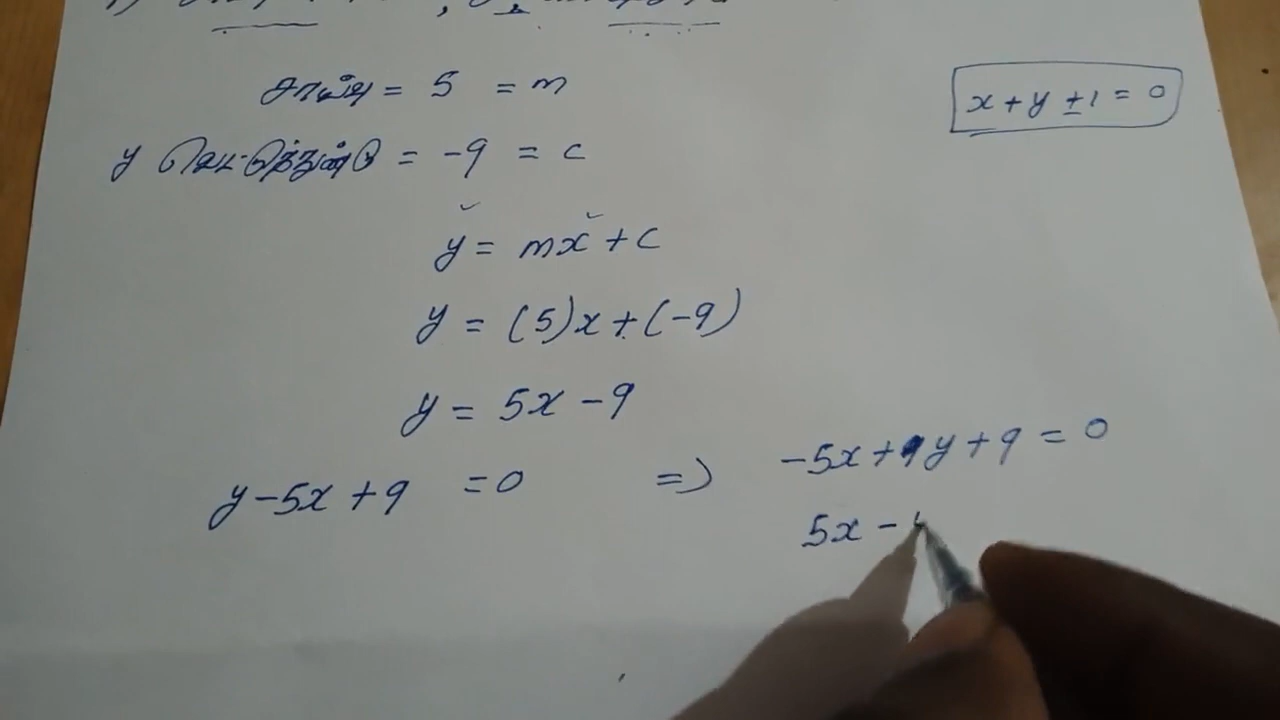 சாய்வு = 5 = m
x + y ± 1 = 0
y வெட்டுத்துண்டு = -9 = c
y = mx + c
y = (5)x + (-9)
y = 5x - 9
y - 5x + 9 = 0 ⇒ -5x + y + 9 = 0
5x -